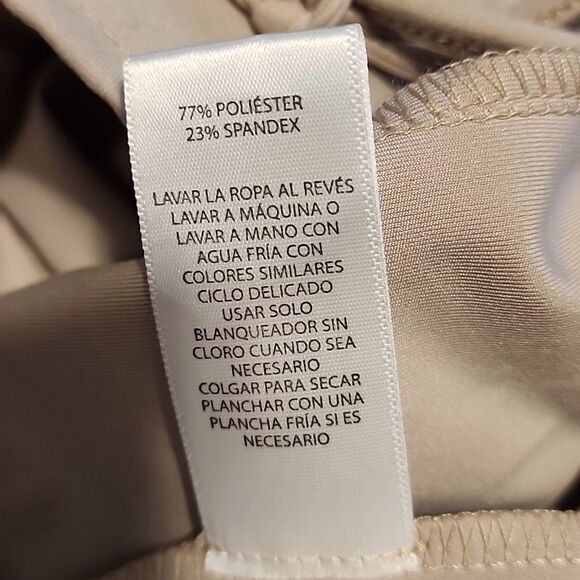 77% POLIÉSTER
23% SPANDEX
LAVAR LA ROPA AL REVÉS
LAVAR A MÁQUINA O
LAVAR A MANO CON
AGUA FRÍA CON
COLORES SIMILARES
CICLO DELICADO
USAR SOLO
BLANQUEADOR SIN
CLORO CUANDO SEA
NECESARIO
COLGAR PARA SECAR
PLANCHAR CON UNA
PLANCHA FRÍA SI ES
NECESARIO